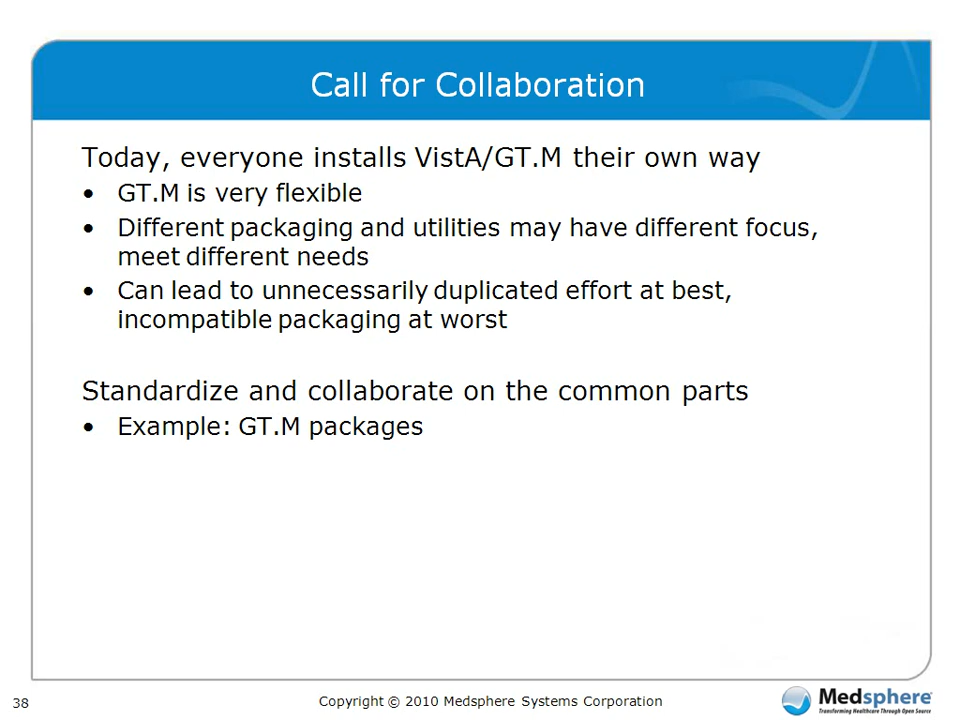 Call for Collaboration
Today, everyone installs VistA/GT.M their own way
• GT.M is very flexible
• Different packaging and utilities may have different focus,
meet different needs
• Can lead to unnecessarily duplicated effort at best,
incompatible packaging at worst
Standardize and collaborate on the common parts
• Example: GT.M packages
38
Copyright © 2010 Medsphere Systems Corporation
Medsphere
Transforming Healthcare Through Open Source